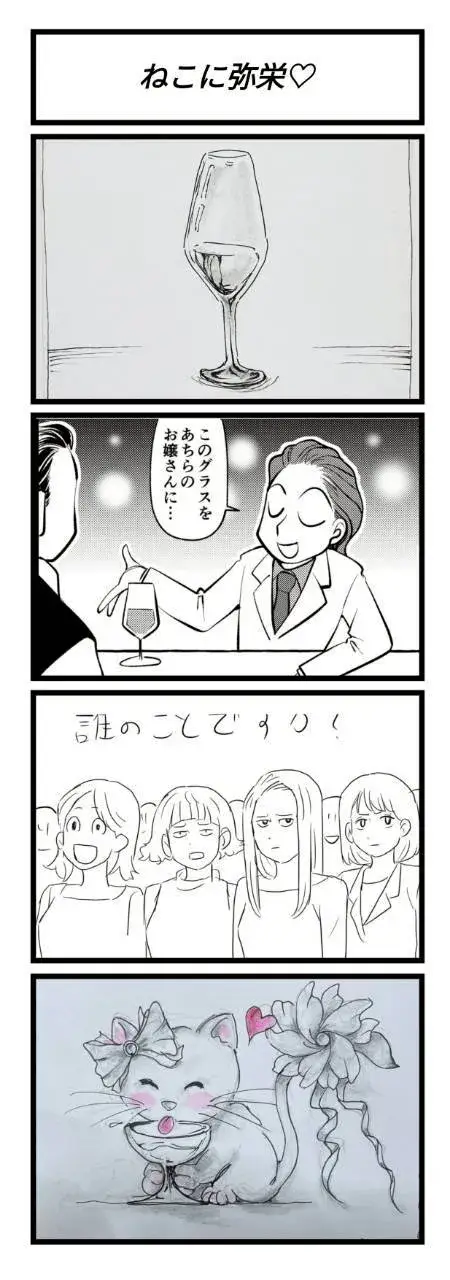 ねこに弥栄♡
このグラスを
あちらの
お嬢さんに…
誰のことですの?